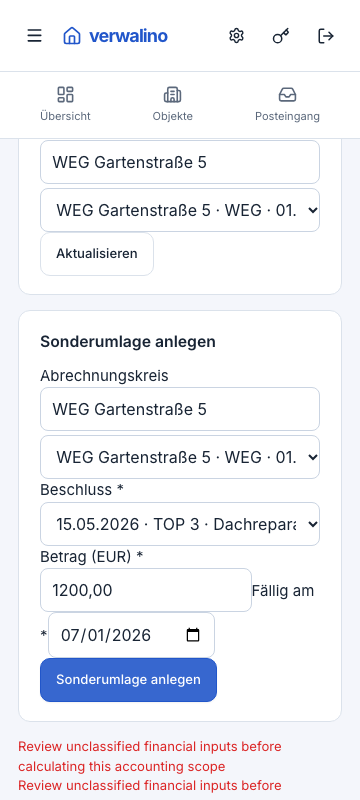 verwalino
Übersicht Objekte Posteingang
WEG Gartenstraße 5
WEG Gartenstraße 5 · WEG · 01.
Aktualisieren
Sonderumlage anlegen
Abrechnungskreis
WEG Gartenstraße 5
WEG Gartenstraße 5 · WEG · 01.
Beschluss *
15.05.2026 · TOP 3 · Dachrepara
Betrag (EUR) *
1200,00 Fällig am
* 07/01/2026
Sonderumlage anlegen
Review unclassified financial inputs before
calculating this accounting scope
Review unclassified financial inputs before